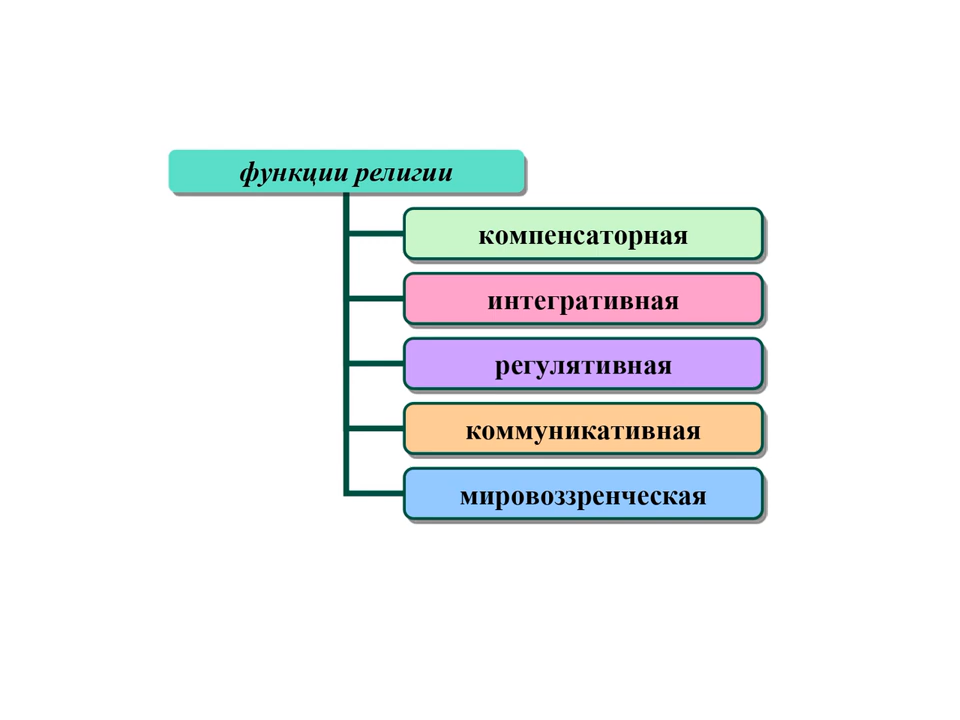 функции религии
компенсаторная
интегративная
регулятивная
коммуникативная
мировоззренческая